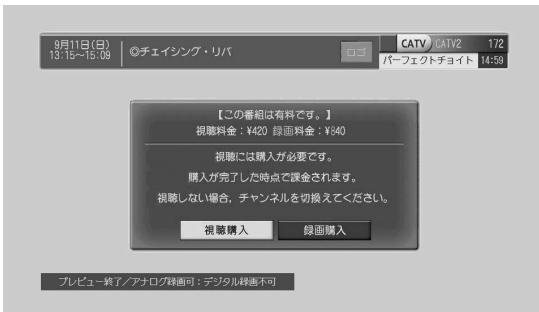 9月11日(日)
13:15～15:09
◎チェイシング・リバ
ロゴ
CATV CATV2 172
パーフェクトチョイト 14:59
【この番組は有料です。】
視聴料金：¥420 録画料金：¥840
視聴には購入が必要です。
購入が完了した時点で課金されます。
視聴しない場合，チャンネルを切換えてください。
視聴購入 録画購入
プレビュー終了／アナログ録画可：デジタル録画不可